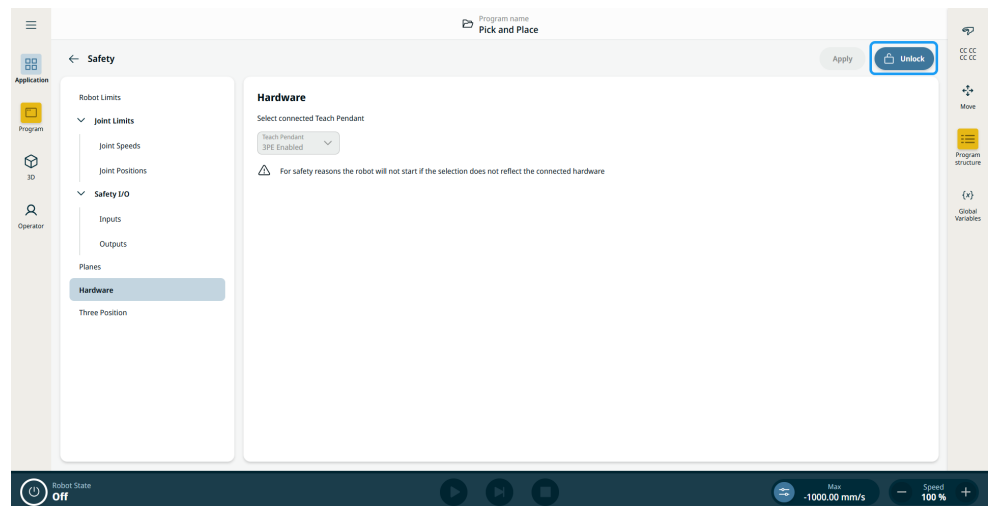 Program name
Pick and Place
Application
Program
3D
Operator
Safety
Apply
Unlock
Robot Limits
Joint Limits
Joint Speeds
Joint Positions
Safety I/O
Inputs
Outputs
Planes
Hardware
Three Position
Hardware
Select connected Teach Pendant
Teach Pendant
3PE Enabled
For safety reasons the robot will not start if the selection does not reflect the connected hardware
CC CC
CC CC
Move
Program
structure
{x}
Global
Variables
Robot State
Off
Max
-1000.00 mm/s
Speed
100 %